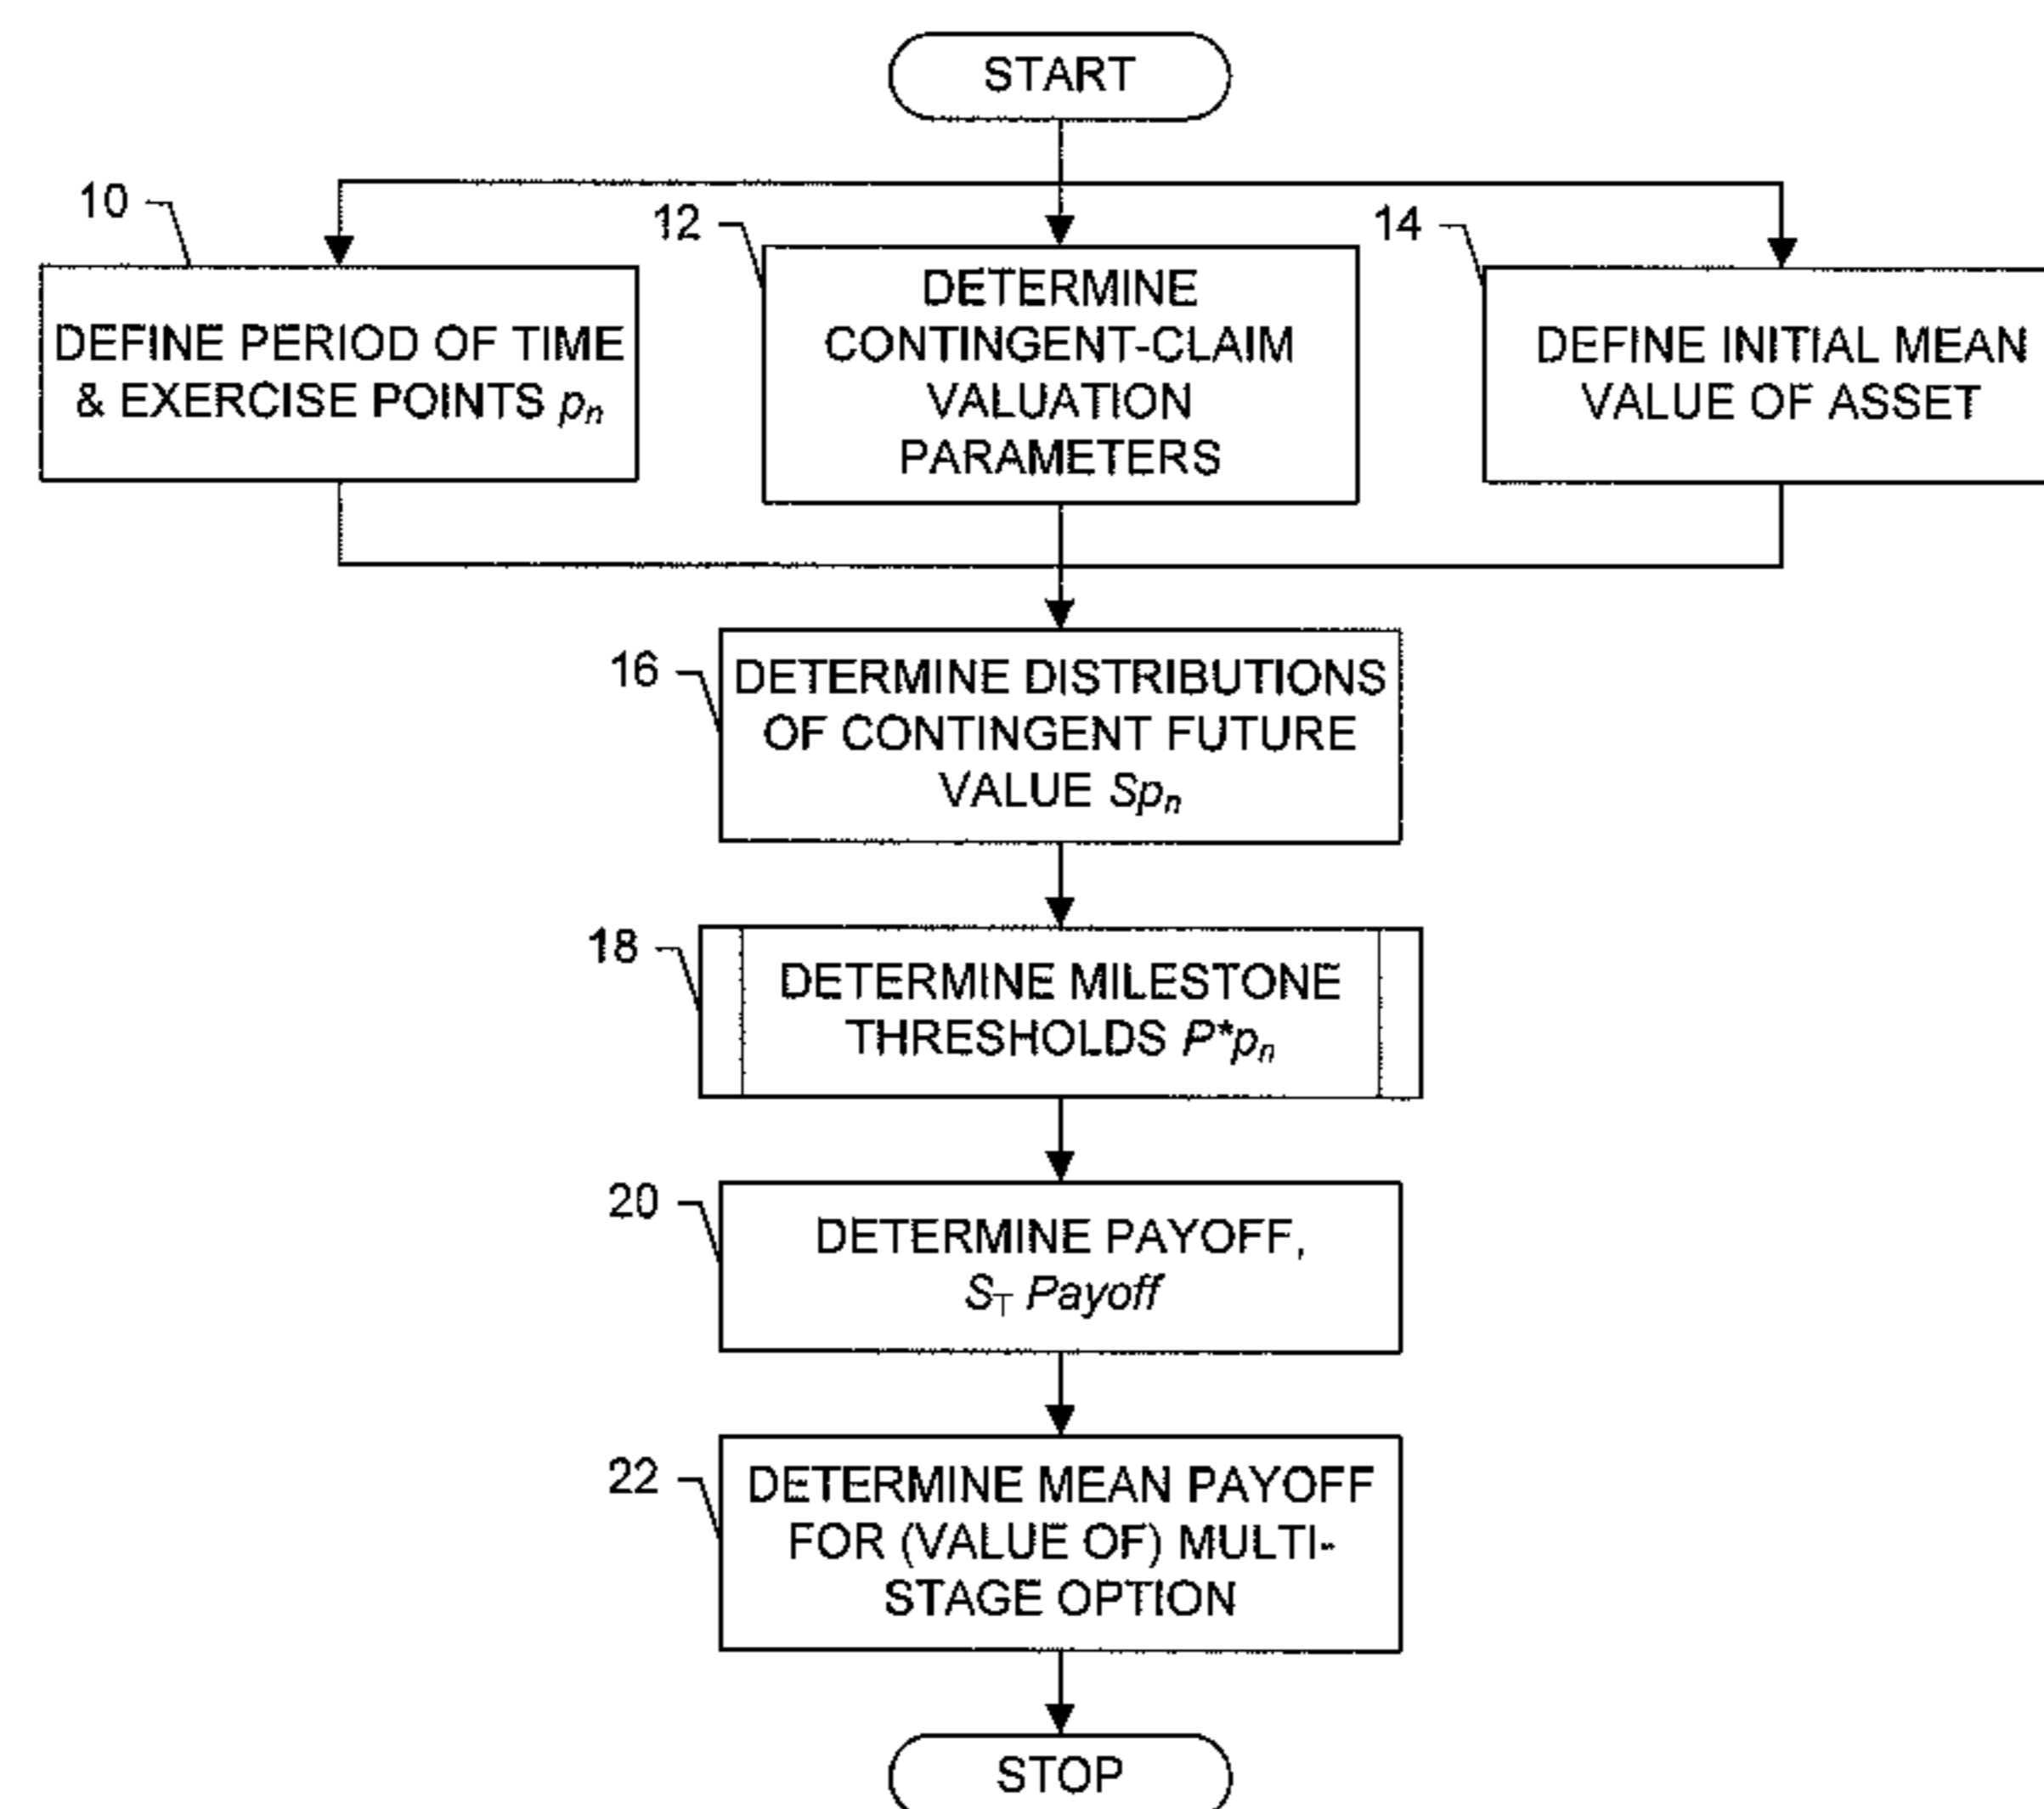 START
10
DEFINE PERIOD OF TIME
& EXERCISE POINTS pn
12
DETERMINE
CONTINGENT-CLAIM
VALUATION
PARAMETERS
14
DEFINE INITIAL MEAN
VALUE OF ASSET
16
DETERMINE DISTRIBUTIONS
OF CONTINGENT FUTURE
VALUE Spn
18
DETERMINE MILESTONE
THRESHOLDS P*pn
20
DETERMINE PAYOFF,
ST Payoff
22
DETERMINE MEAN PAYOFF
FOR (VALUE OF) MULTI-
STAGE OPTION
STOP